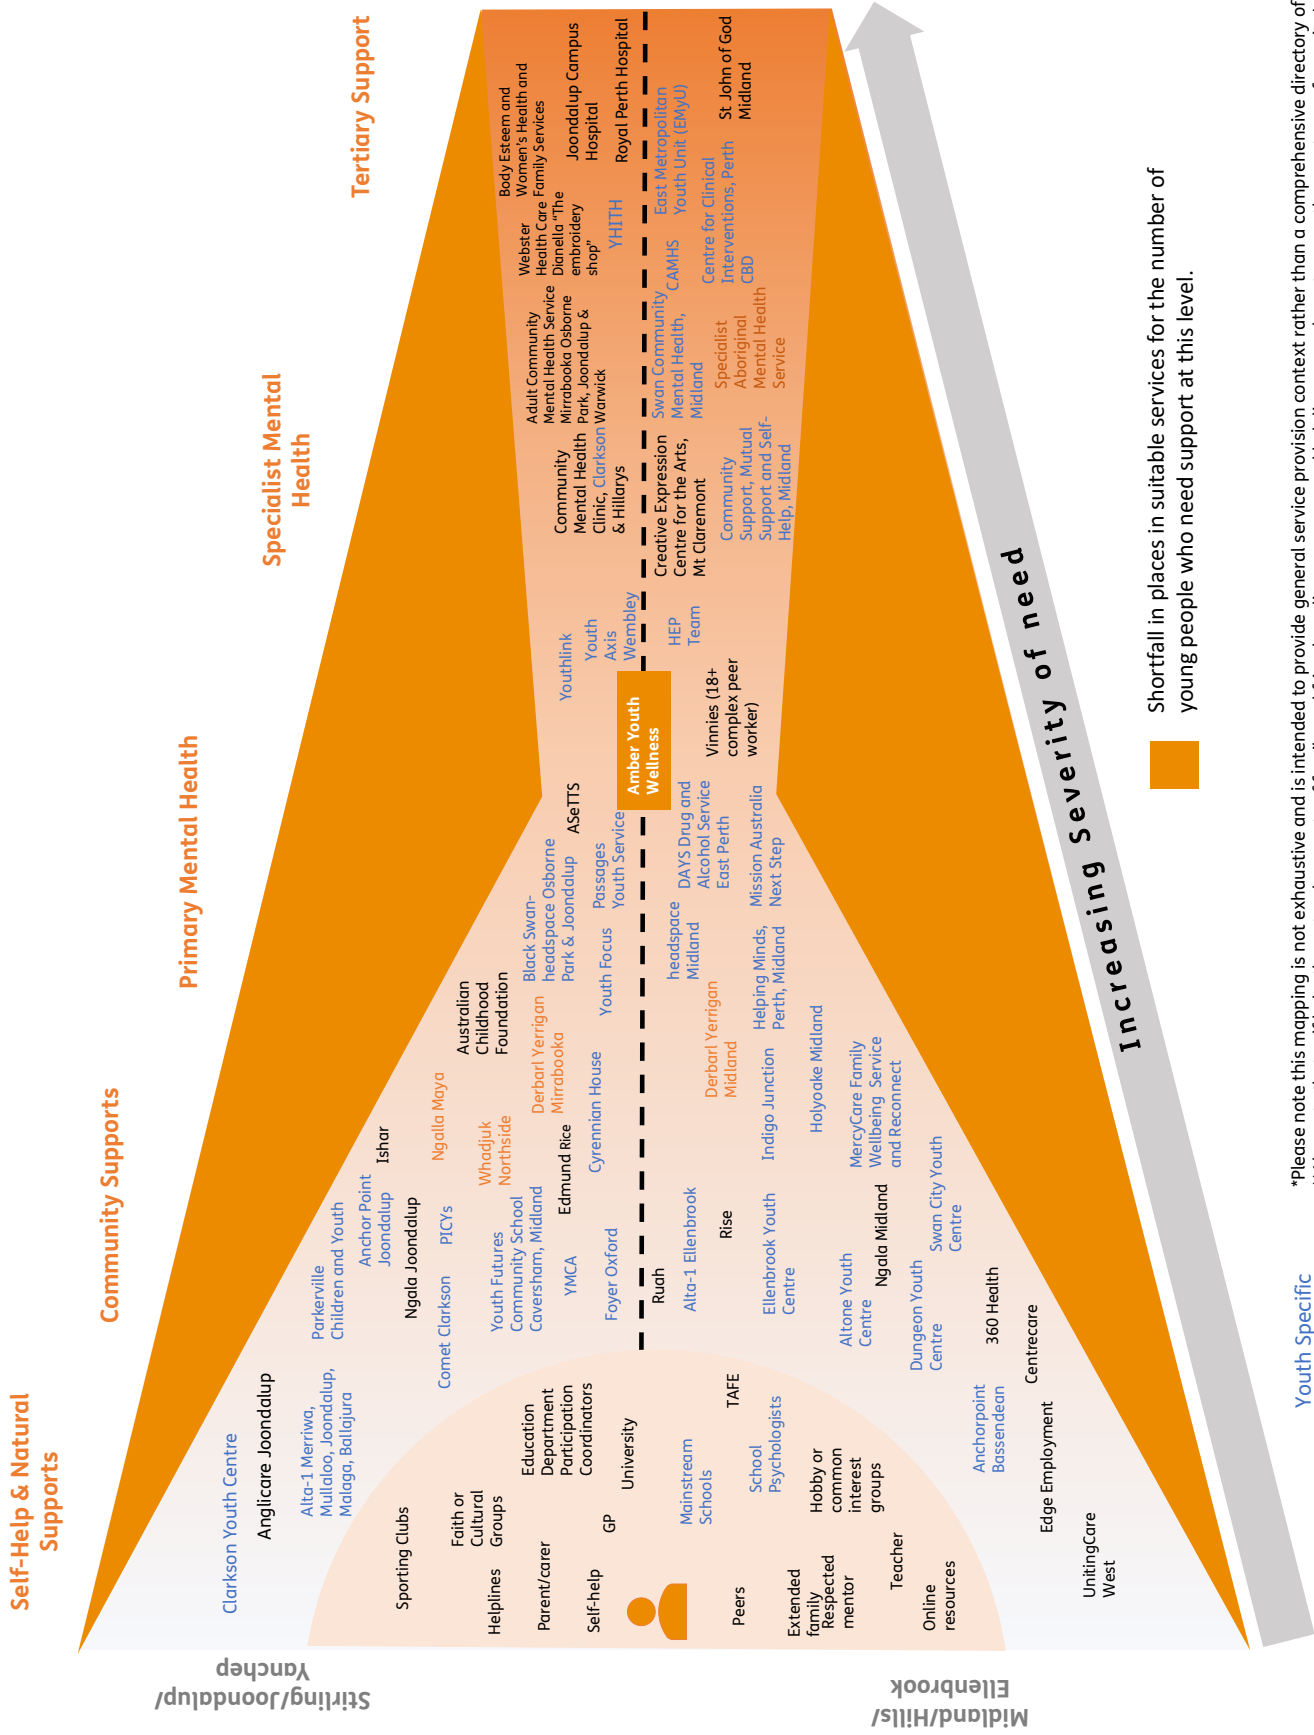 Self-Help & Natural
Supports
Community Supports
Primary Mental Health
Specialist Mental
Health
Tertiary Support
Stirling/Joondalup/
Yanchep
Midland/Hills/
Ellenbrook
Clarkson Youth Centre
Anglicare Joondalup
Alta-1 Merriwa,
Mullaloo, Joondalup,
Malaga, Ballajura
Sporting Clubs
Faith or
Cultural
Groups
Helplines
Parent/carer
Self-help
GP
Education
Department
Participation
Coordinators
University
Mainstream
Schools
TAFE
School
Psychologists
Peers
Extended
family
Respected
mentor
Hobby or
common
interest
groups
Teacher
Online
resources
Anchorpoint
Bassendean
Edge Employment
UnitingCare
West
Parkerville
Children and Youth
Anchor Point
Joondalup
Ishar
Ngala Joondalup
Comet Clarkson
PICYs
Ngalla Maya
Whadjuk
Northside
Youth Futures
Community School
Caversham, Midland
Edmund Rice
YMCA
Foyer Oxford
Cyrennian House
Derbarl Yerrigan
Mirrabooka
Australian
Childhood
Foundation
Ruah
Alta-1 Ellenbrook
Rise
Ellenbrook Youth
Centre
Altone Youth
Centre
Ngala Midland
Dungeon Youth
Centre
Swan City Youth
Centre
360 Health
Centrecare
Derbarl Yerrigan
Midland
Indigo Junction
Holyoake Midland
MercyCare Family
Wellbeing Service
and Reconnect
Black Swan-
headspace Osborne
Park & Joondalup
Youth Focus
Passages
Youth Service
ASeTTS
headspace
Midland
Helping Minds,
Perth, Midland
DAYS Drug and
Alcohol Service
East Perth
Mission Australia
Next Step
Amber Youth
Wellness
Vinnies (18+
complex peer
worker)
Youthlink
Youth
Axis
Wembley
HEP
Team
Community
Mental Health
Clinic, Clarkson
& Hillarys
Adult Community
Mental Health Service
Mirrabooka Osborne
Park, Joondalup &
Warwick
Creative Expression
Centre for the Arts,
Mt Claremont
Community
Support, Mutual
Support and Self-
Help, Midland
Swan Community
Mental Health,
Midland
Specialist
Aboriginal
Mental Health
Service
Webster
Health Care
Dianella “The
embroidery
shop”
Body Esteem and
Women's Health and
Family Services
YHITH
Joondalup Campus
Hospital
Royal Perth Hospital
CAMHS
East Metropolitan
Youth Unit (EMyU)
Centre for Clinical
Interventions, Perth
CBD
St John of God
Midland
Increasing Severity of need
Shortfall in places in suitable services for the number of
young people who need support at this level.
Youth Specific
*Please note this mapping is not exhaustive and is intended to provide general service provision context rather than a comprehensive directory of